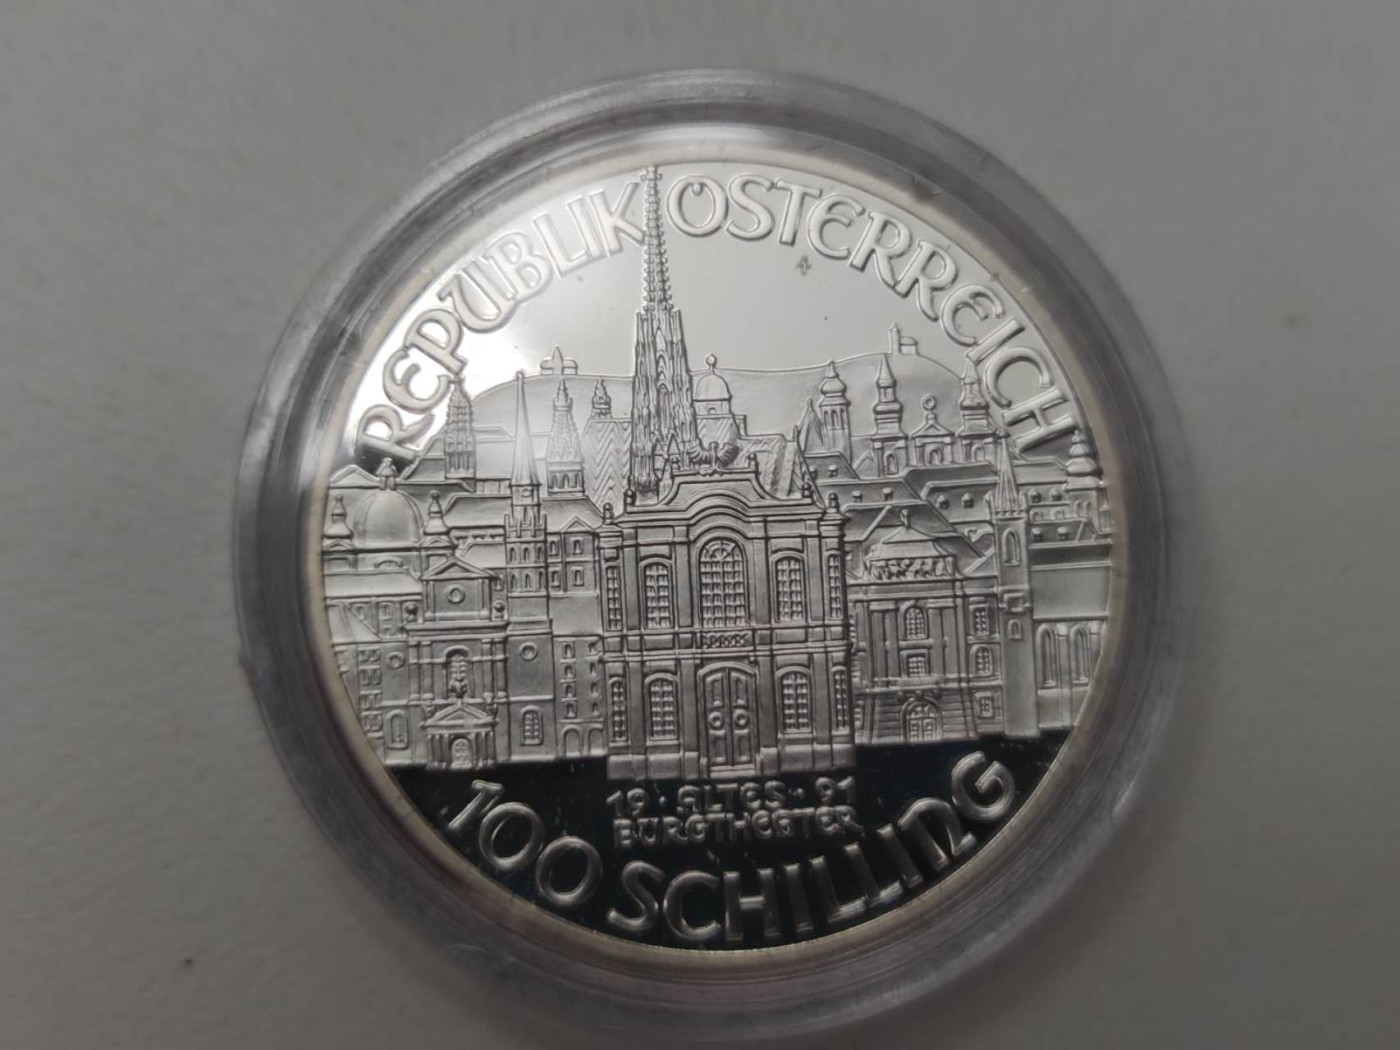 REPUBLIK ÖSTERREICH
19 · ALTES · 91
BURGTHEATER
100 SCHILLING